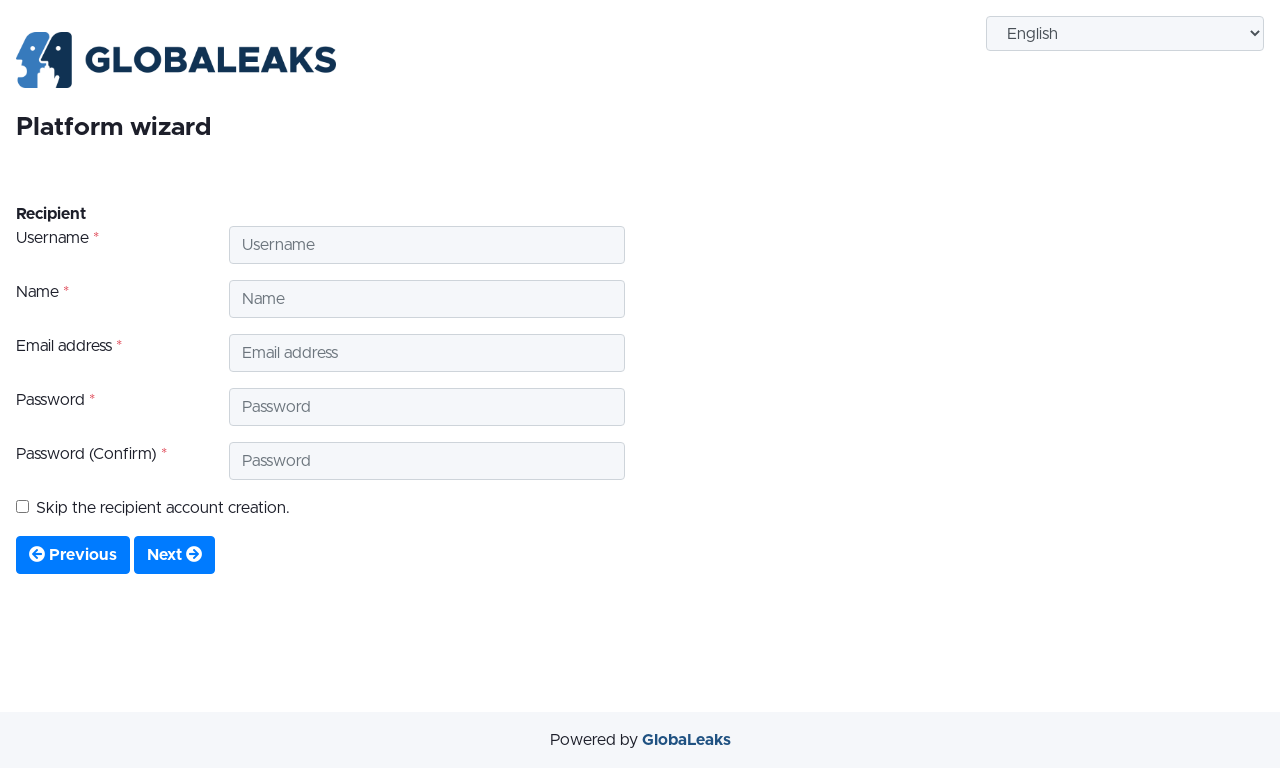 English
GLOBALEAKS
Platform wizard
Recipient
Username *
Username
Name *
Name
Email address *
Email address
Password *
Password
Password (Confirm) *
Password
Skip the recipient account creation.
Previous Next
Powered by GlobaLeaks